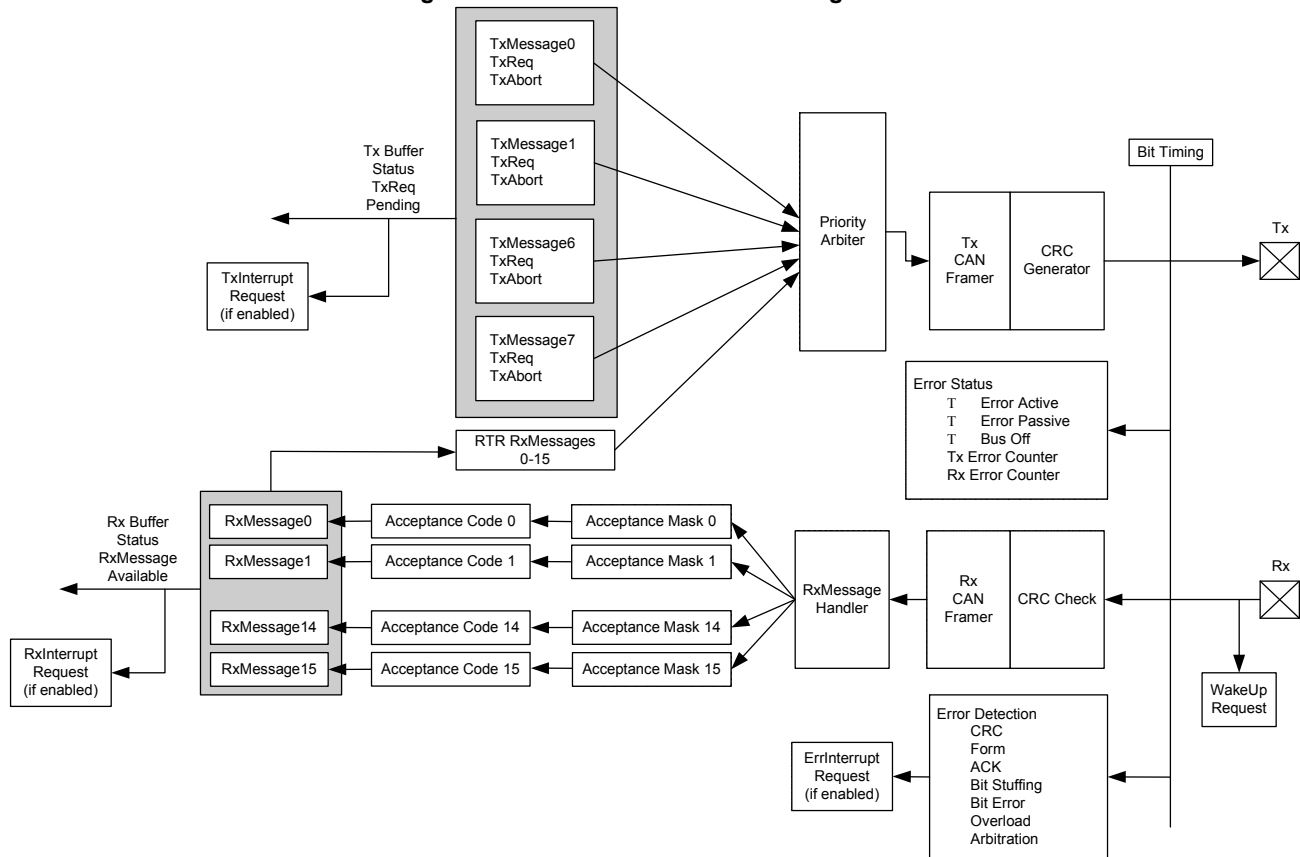 TxMessage0
TxReq
TxAbort
TxMessage1
TxReq
TxAbort
TxMessage6
TxReq
TxAbort
TxMessage7
TxReq
TxAbort
Tx Buffer
Status
TxReq
Pending
TxInterrupt
Request
(if enabled)
Priority
Arbiter
Tx
CAN
Framer
CRC
Generator
Bit Timing
Tx
Error Status
T Error Active
T Error Passive
T Bus Off
Tx Error Counter
Rx Error Counter
RTR RxMessages
0-15
Rx Buffer
Status
RxMessage
Available
RxInterrupt
Request
(if enabled)
RxMessage0
Acceptance Code 0
Acceptance Mask 0
RxMessage1
Acceptance Code 1
Acceptance Mask 1
RxMessage14
Acceptance Code 14
Acceptance Mask 14
RxMessage15
Acceptance Code 15
Acceptance Mask 15
RxMessage
Handler
Rx
CAN
Framer
CRC Check
Rx
WakeUp
Request
ErrInterrupt
Request
(if enabled)
Error Detection
CRC
Form
ACK
Bit Stuffing
Bit Error
Overload
Arbitration